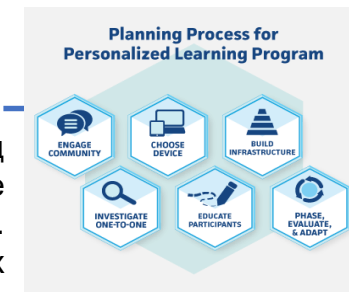 Planning Process for
Personalized Learning Program
ENGAGE
COMMUNITY
CHOOSE
DEVICE
BUILD
INFRASTRUCTURE
INVESTIGATE
ONE-TO-ONE
EDUCATE
PARTICIPANTS
PHASE,
EVALUATE,
& ADAPT